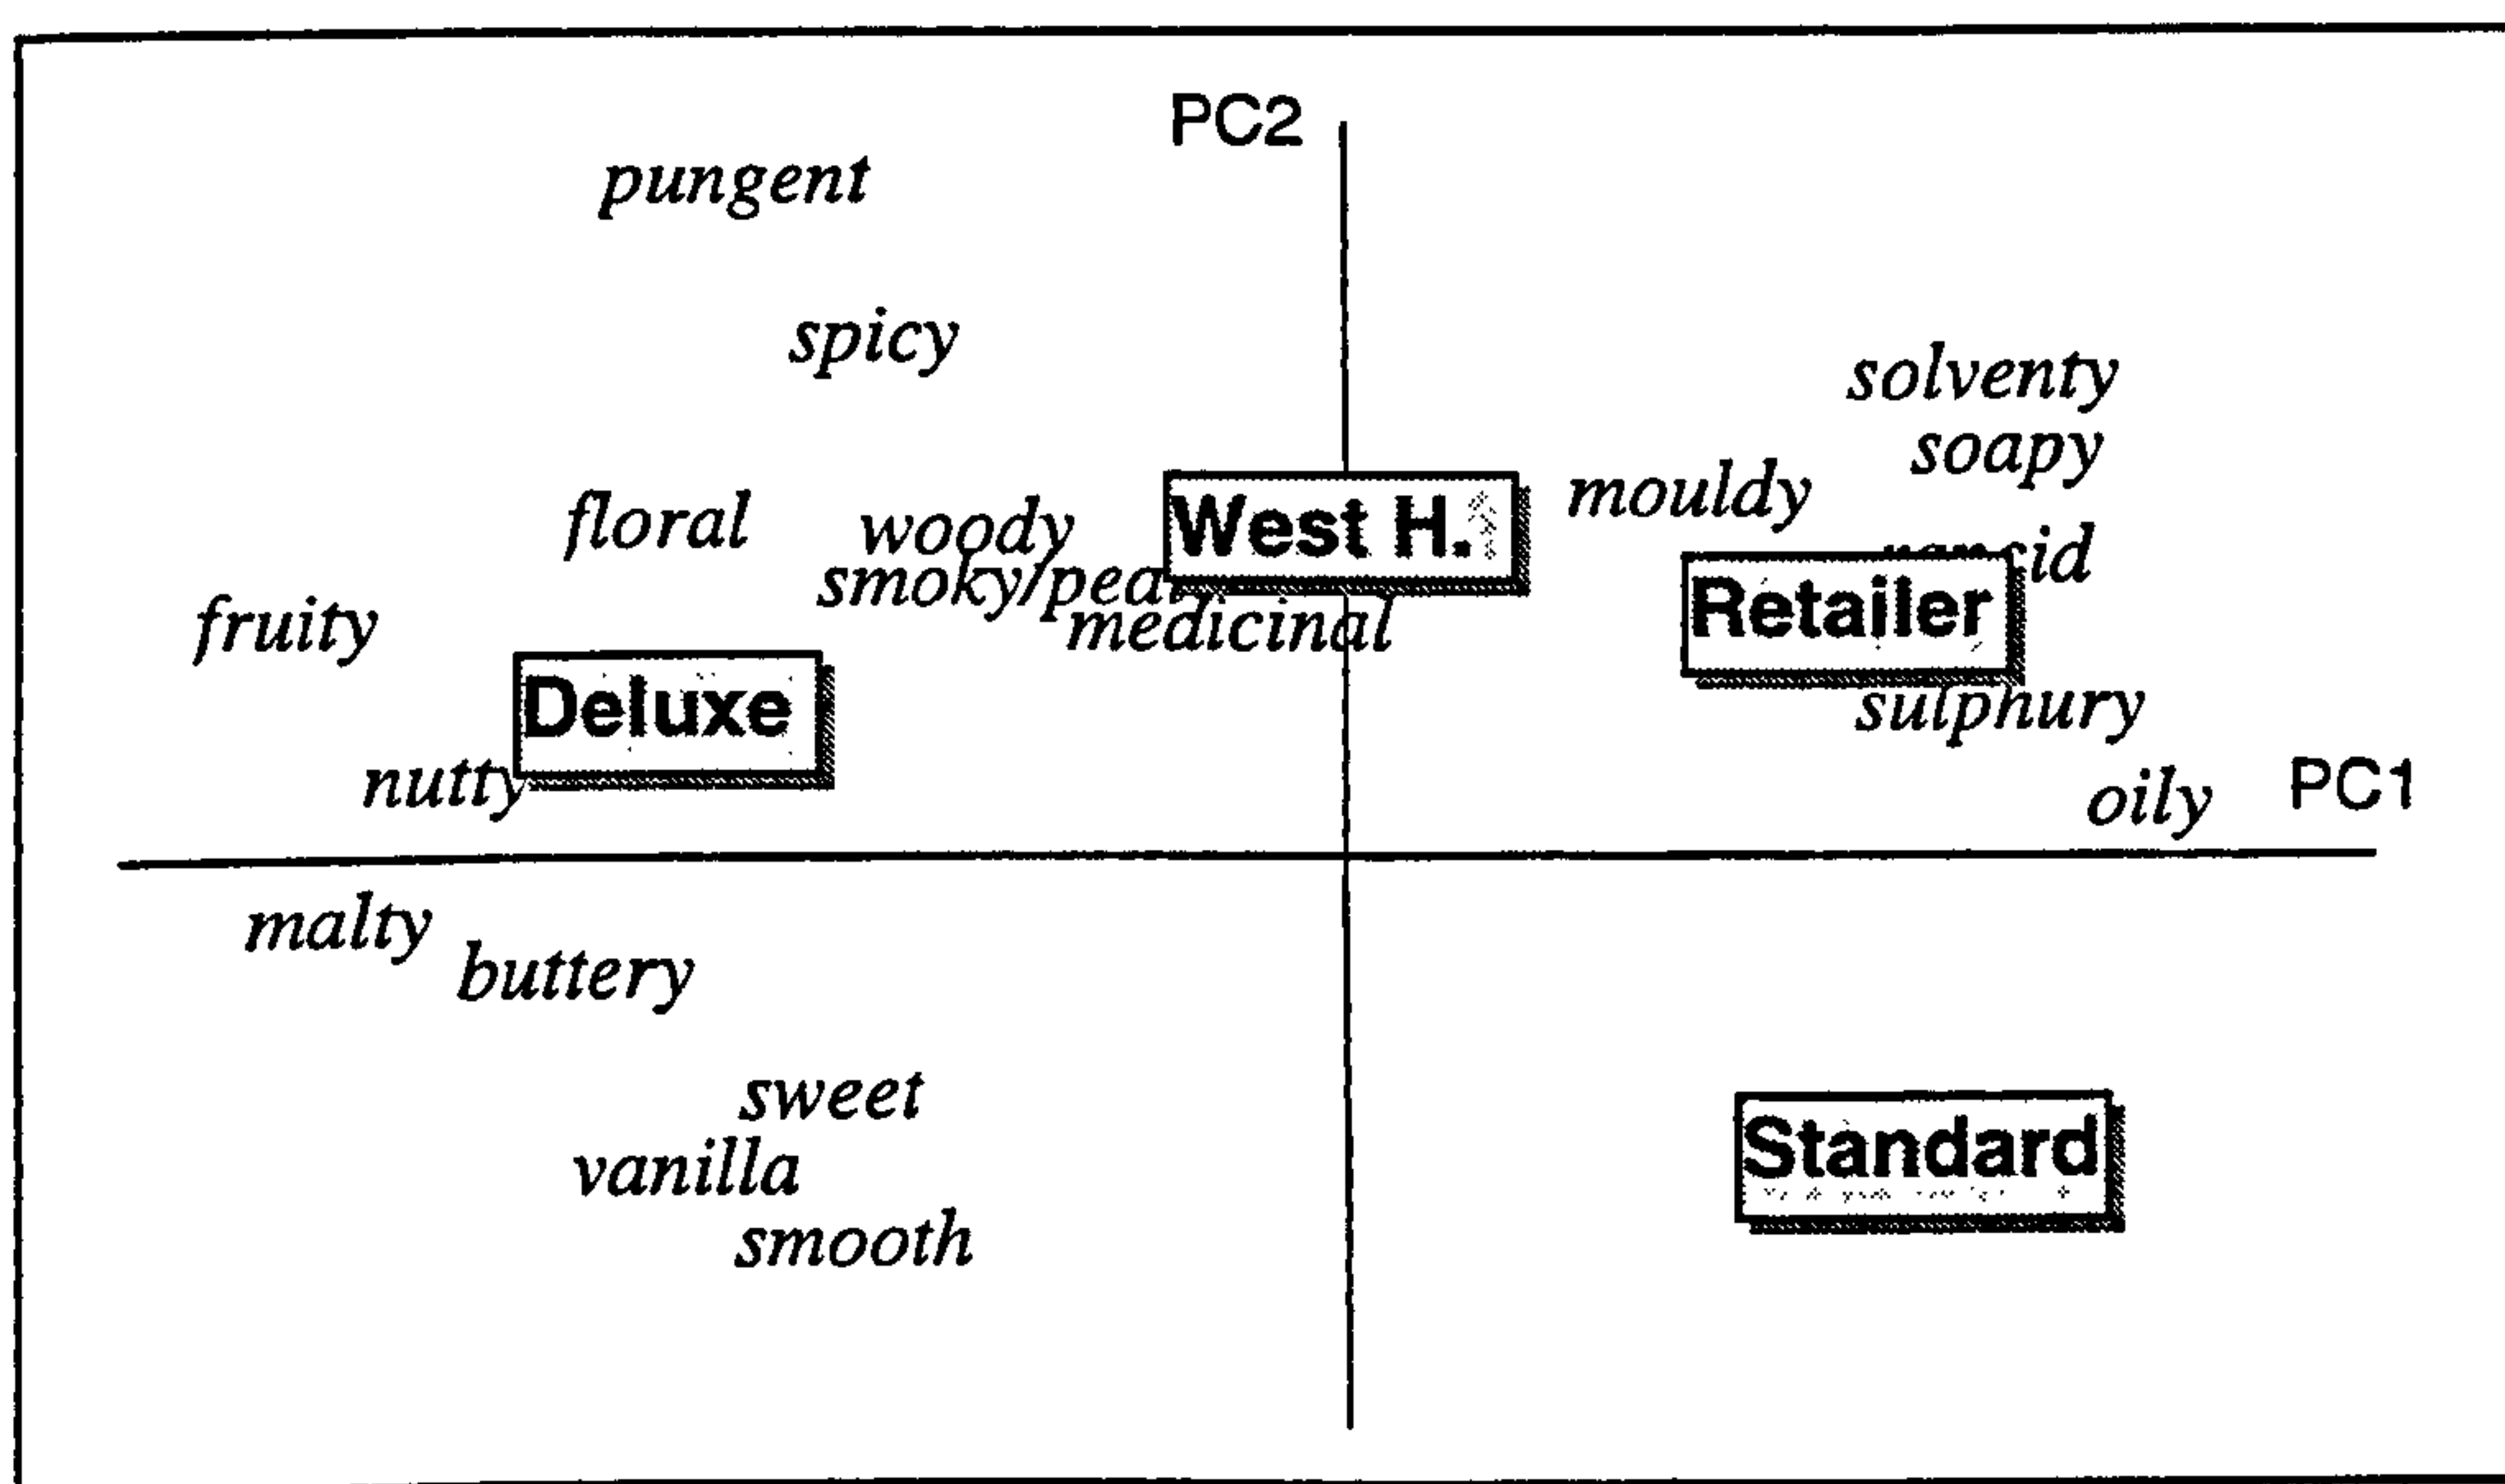 PC2
pungent
spicy
solventy
soapy
mouldy
floral
woody
West H.
smoky/pea
Retailer
fruity
medicinal
Deluxe
sulphury
nutty
oily
PC1
malty
buttery
sweet
vanilla
Standard
smooth